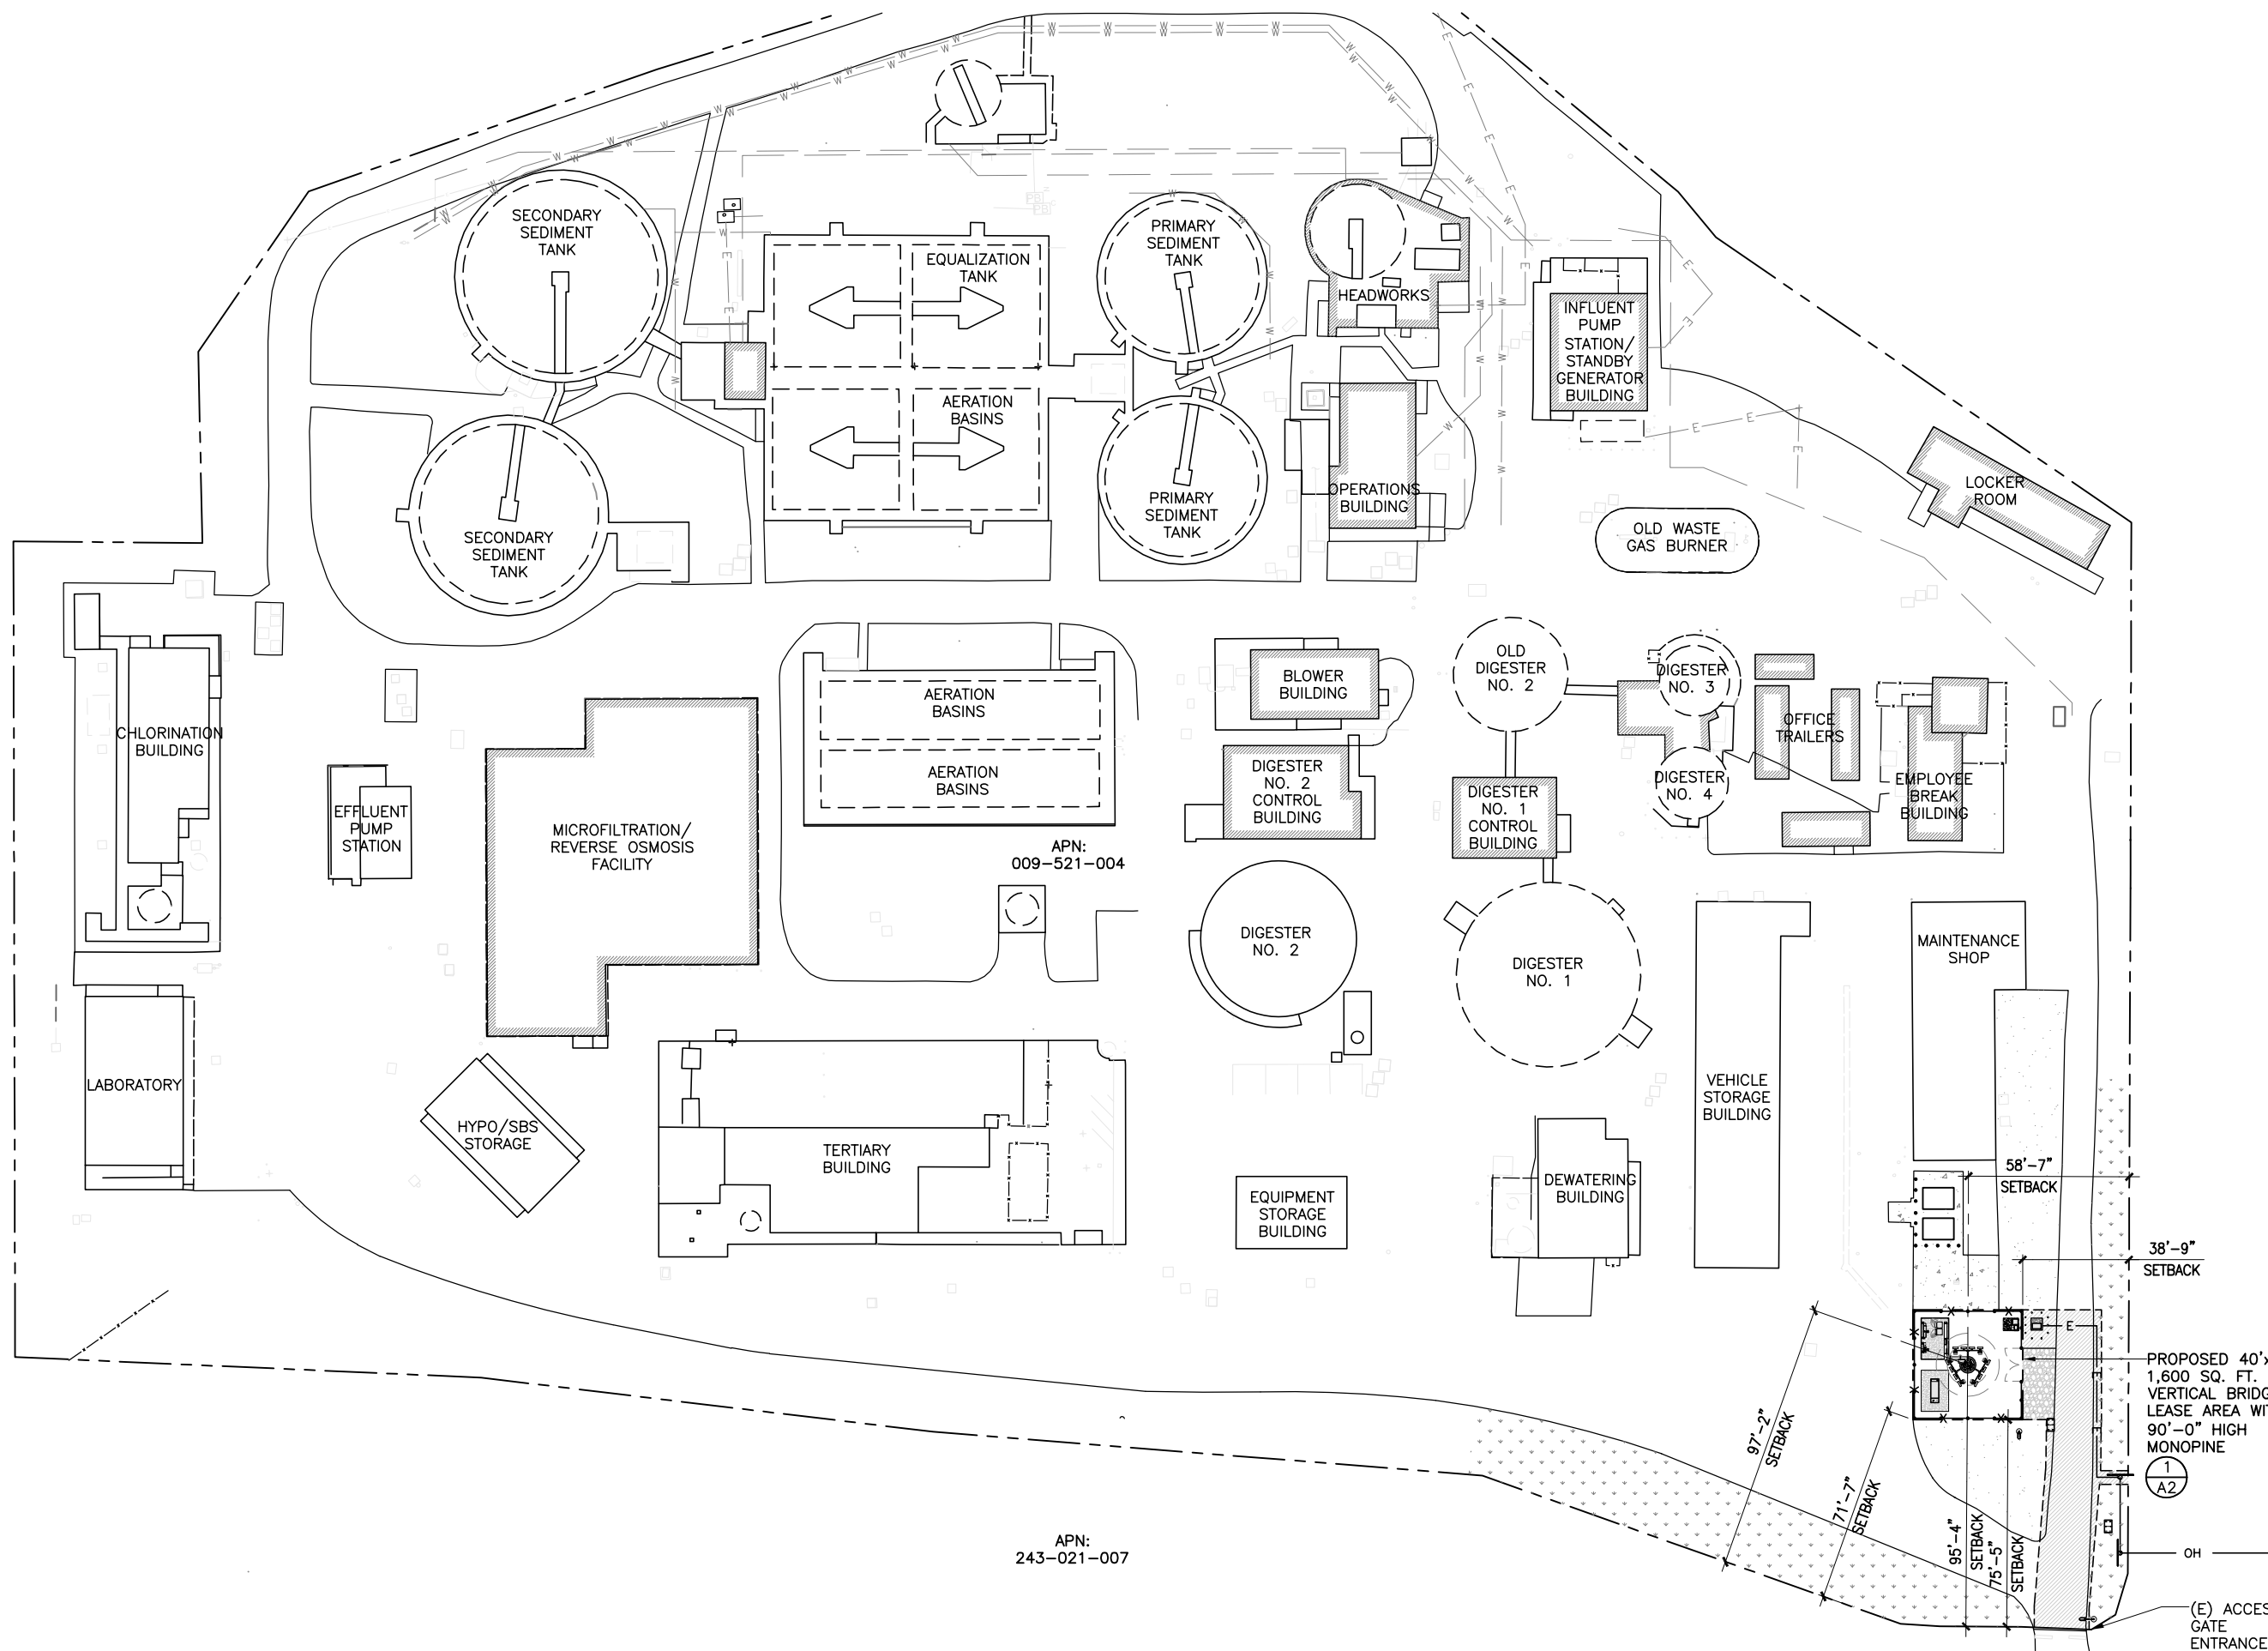 SECONDARY
SEDIMENT
TANK
EQUALIZATION
TANK
PRIMARY
SEDIMENT
TANK
HEADWORKS
INFLUENT
PUMP
STATION/
STANDBY
GENERATOR
BUILDING
AERATION
BASINS
SECONDARY
SEDIMENT
TANK
PRIMARY
SEDIMENT
TANK
OPERATIONS
BUILDING
OLD WASTE
GAS BURNER
LOCKER
ROOM
CHLORINATION
BUILDING
EFFLUENT
PUMP
STATION
MICROFILTRATION/
REVERSE OSMOSIS
FACILITY
AERATION
BASINS
AERATION
BASINS
APN:
009-521-004
BLOWER
BUILDING
DIGESTER
NO. 2
CONTROL
BUILDING
OLD
DIGESTER
NO. 2
DIGESTER
NO. 1
CONTROL
BUILDING
DIGESTER
NO. 3
DIGESTER
NO. 4
OFFICE
TRAILERS
EMPLOYEE
BREAK
BUILDING
DIGESTER
NO. 2
DIGESTER
NO. 1
MAINTENANCE
SHOP
LABORATORY
HYPO/SBS
STORAGE
TERTIARY
BUILDING
EQUIPMENT
STORAGE
BUILDING
DEWATERING
BUILDING
VEHICLE
STORAGE
BUILDING
58'-7"
SETBACK
38'-9"
SETBACK
E
PROPOSED 40'x
1,600 SQ. FT.
VERTICAL BRIDG
LEASE AREA WIT
90'-0" HIGH
MONOPINE
1
A2
97'-2"
SETBACK
71'-7"
SETBACK
95'-4"
SETBACK
75'-5"
SETBACK
APN:
243-021-007
OH
(E) ACCES
GATE
ENTRANCE